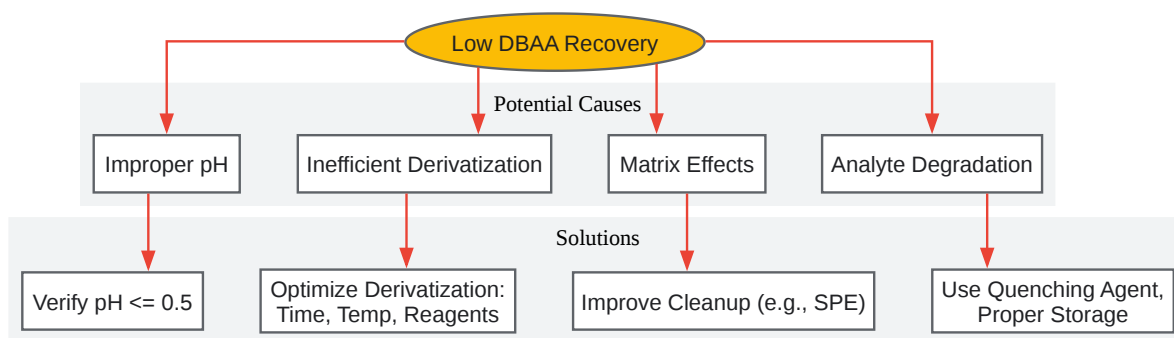 Low DBAA Recovery
Potential Causes
Improper pH
Inefficient Derivatization
Matrix Effects
Analyte Degradation
Solutions
Verify pH <= 0.5
Optimize Derivatization:
Time, Temp, Reagents
Improve Cleanup (e.g., SPE)
Use Quenching Agent,
Proper Storage